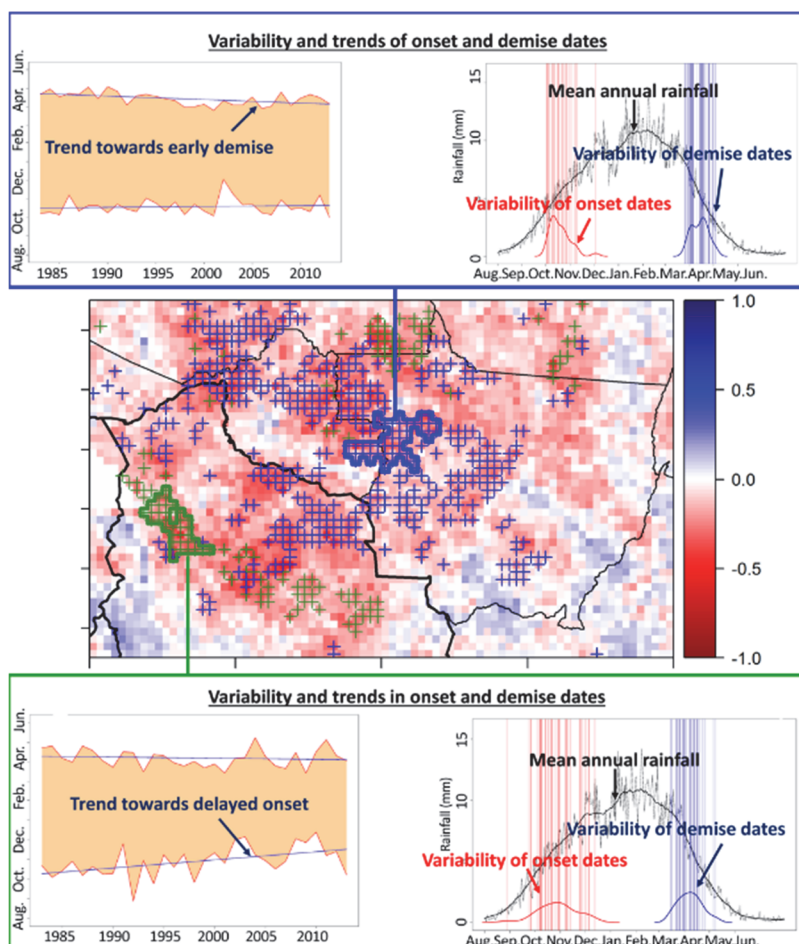 Variability and trends of onset and demise dates
Jun.
Apr.
Feb.
Dec.
Oct.
Aug.
Trend towards early demise
1985 1990 1995 2000 2005 2010
15
10
5
0
Rainfall (mm)
Mean annual rainfall
Variability of demise dates
Variability of onset dates
Aug.Sep.Oct.Nov.Dec.Jan.Feb.Mar.Apr.May.Jun.
1.0
0.5
0.0
-0.5
-1.0
Variability and trends in onset and demise dates
Jun.
Apr.
Feb.
Dec.
Oct.
Aug.
Trend towards delayed onset
1985 1990 1995 2000 2005 2010
15
10
0
Rainfall (mm)
Mean annual rainfall
Variability of demise dates
Variability of onset dates
Aug.Sep.Oct.Nov.Dec.Jan.Feb.Mar.Apr.May.Jun.